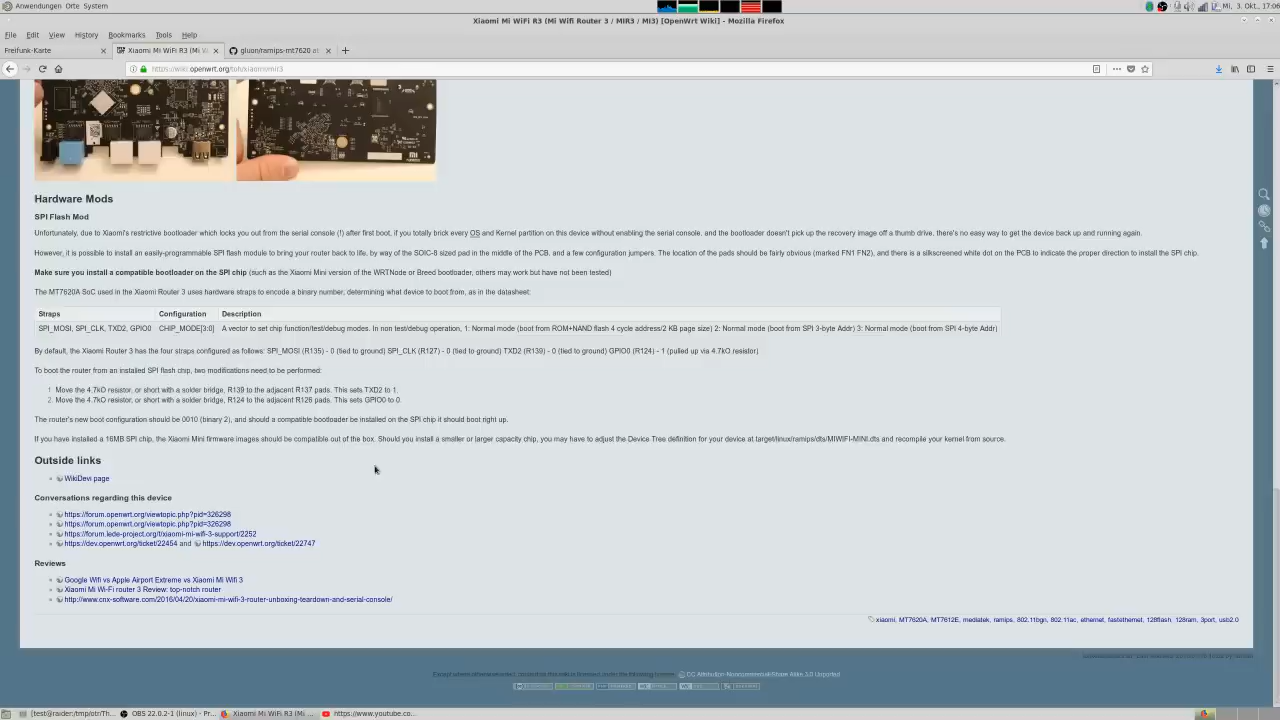 Anwendungen Orte System
Mi, 3. Okt., 17:06
Xiaomi Mi WiFi R3 (Mi Wifi Router 3 / MIR3 / MI3) [OpenWrt Wiki] - Mozilla Firefox
File Edit View History Bookmarks Tools Help
Freifunk-Karte
Xiaomi Mi WiFi R3 (Mi W
gluon/ramips-mt7620 at
https://wiki.openwrt.org/toh/xiaomi/mir3
Hardware Mods
SPI Flash Mod
Unfortunately, due to Xiaomi's restrictive bootloader which locks you out from the serial console (!) after first boot, if you totally brick every OS and Kernel partition on this device without enabling the serial console, and the bootloader doesn't pick up the recovery image off a thumb drive, there's no easy way to get the device back up and running again.
However, it is possible to install an easily-programmable SPI flash module to bring your router back to life, by way of the SOIC-8 sized pad in the middle of the PCB, and a few configuration jumpers. The location of the pads should be fairly obvious (marked FN1 FN2), and there is a silkscreened white dot on the PCB to indicate the proper direction to install the SPI chip.
Make sure you install a compatible bootloader on the SPI chip (such as the Xiaomi Mini version of the WRTNode or Breed bootloader, others may work but have not been tested)
The MT7620A SoC used in the Xiaomi Router 3 uses hardware straps to encode a binary number, determining what device to boot from, as in the datasheet:
Straps Configuration Description
SPI_MOSI, SPI_CLK, TXD2, GPIO0 CHIP_MODE[3:0] A vector to set chip function/test/debug modes. In non test/debug operation, 1: Normal mode (boot from ROM+NAND flash 4 cycle address/2 KB page size) 2: Normal mode (boot from SPI 3-byte Addr) 3: Normal mode (boot from SPI 4-byte Addr)
By default, the Xiaomi Router 3 has the four straps configured as follows: SPI_MOSI (R135) - 0 (tied to ground) SPI_CLK (R127) - 0 (tied to ground) TXD2 (R139) - 0 (tied to ground) GPIO0 (R124) - 1 (pulled up via 4.7kΩ resistor)
To boot the router from an installed SPI flash chip, two modifications need to be performed:
1. Move the 4.7kΩ resistor, or short with a solder bridge, R139 to the adjacent R137 pads. This sets TXD2 to 1.
2. Move the 4.7kΩ resistor, or short with a solder bridge, R124 to the adjacent R126 pads. This sets GPIO0 to 0.
The router's new boot configuration should be 0010 (binary 2), and should a compatible bootloader be installed on the SPI chip it should boot right up.
If you have installed a 16MB SPI chip, the Xiaomi Mini firmware images should be compatible out of the box. Should you install a smaller or larger capacity chip, you may have to adjust the Device Tree definition for your device at target/linux/ramips/dts/MIWIFI-MINI.dts and recompile your kernel from source.
Outside links
WikiDevi page
Conversations regarding this device
https://forum.openwrt.org/viewtopic.php?pid=326298
https://forum.openwrt.org/viewtopic.php?pid=326298
https://forum.lede-project.org/t/xiaomi-mi-wifi-3-support/2252
https://dev.openwrt.org/ticket/22454 and https://dev.openwrt.org/ticket/22747
Reviews
Google Wifi vs Apple Airport Extreme vs Xiaomi Mi Wifi 3
Xiaomi Mi Wi-Fi router 3 Review: top-notch router
http://www.cnx-software.com/2016/04/20/xiaomi-mi-wifi-3-router-unboxing-teardown-and-serial-console/
xiaomi, MT7620A, MT7612E, mediatek, ramips, 802.11bgn, 802.11ac, ethernet, fastethernet, 128flash, 128ram, 3port, usb2.0
CC Attribution-Noncommercial-Share Alike 3.0 Unported
[test@raider:/tmp/otr/Th... OBS 22.0.2-1 (linux) - Pr... Xiaomi Mi WiFi R3 (Mi ... https://www.youtube.co...